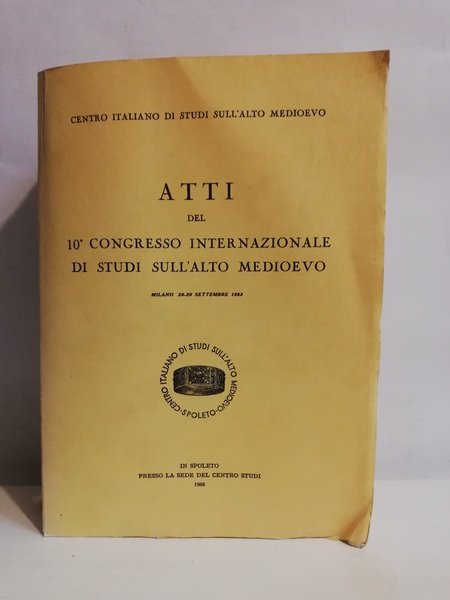 CENTRO ITALIANO DI STUDI SULL'ALTO MEDIOEVO
ATTI
DEL
10° CONGRESSO INTERNAZIONALE
DI STUDI SULL'ALTO MEDIOEVO
MILANO 26-30 SETTEMBRE 1983
CENTRO ITALIANO DI STUDI SULL'ALTO MEDIOEVO·SPOLETO·
IN SPOLETO
PRESSO LA SEDE DEL CENTRO STUDI
1986